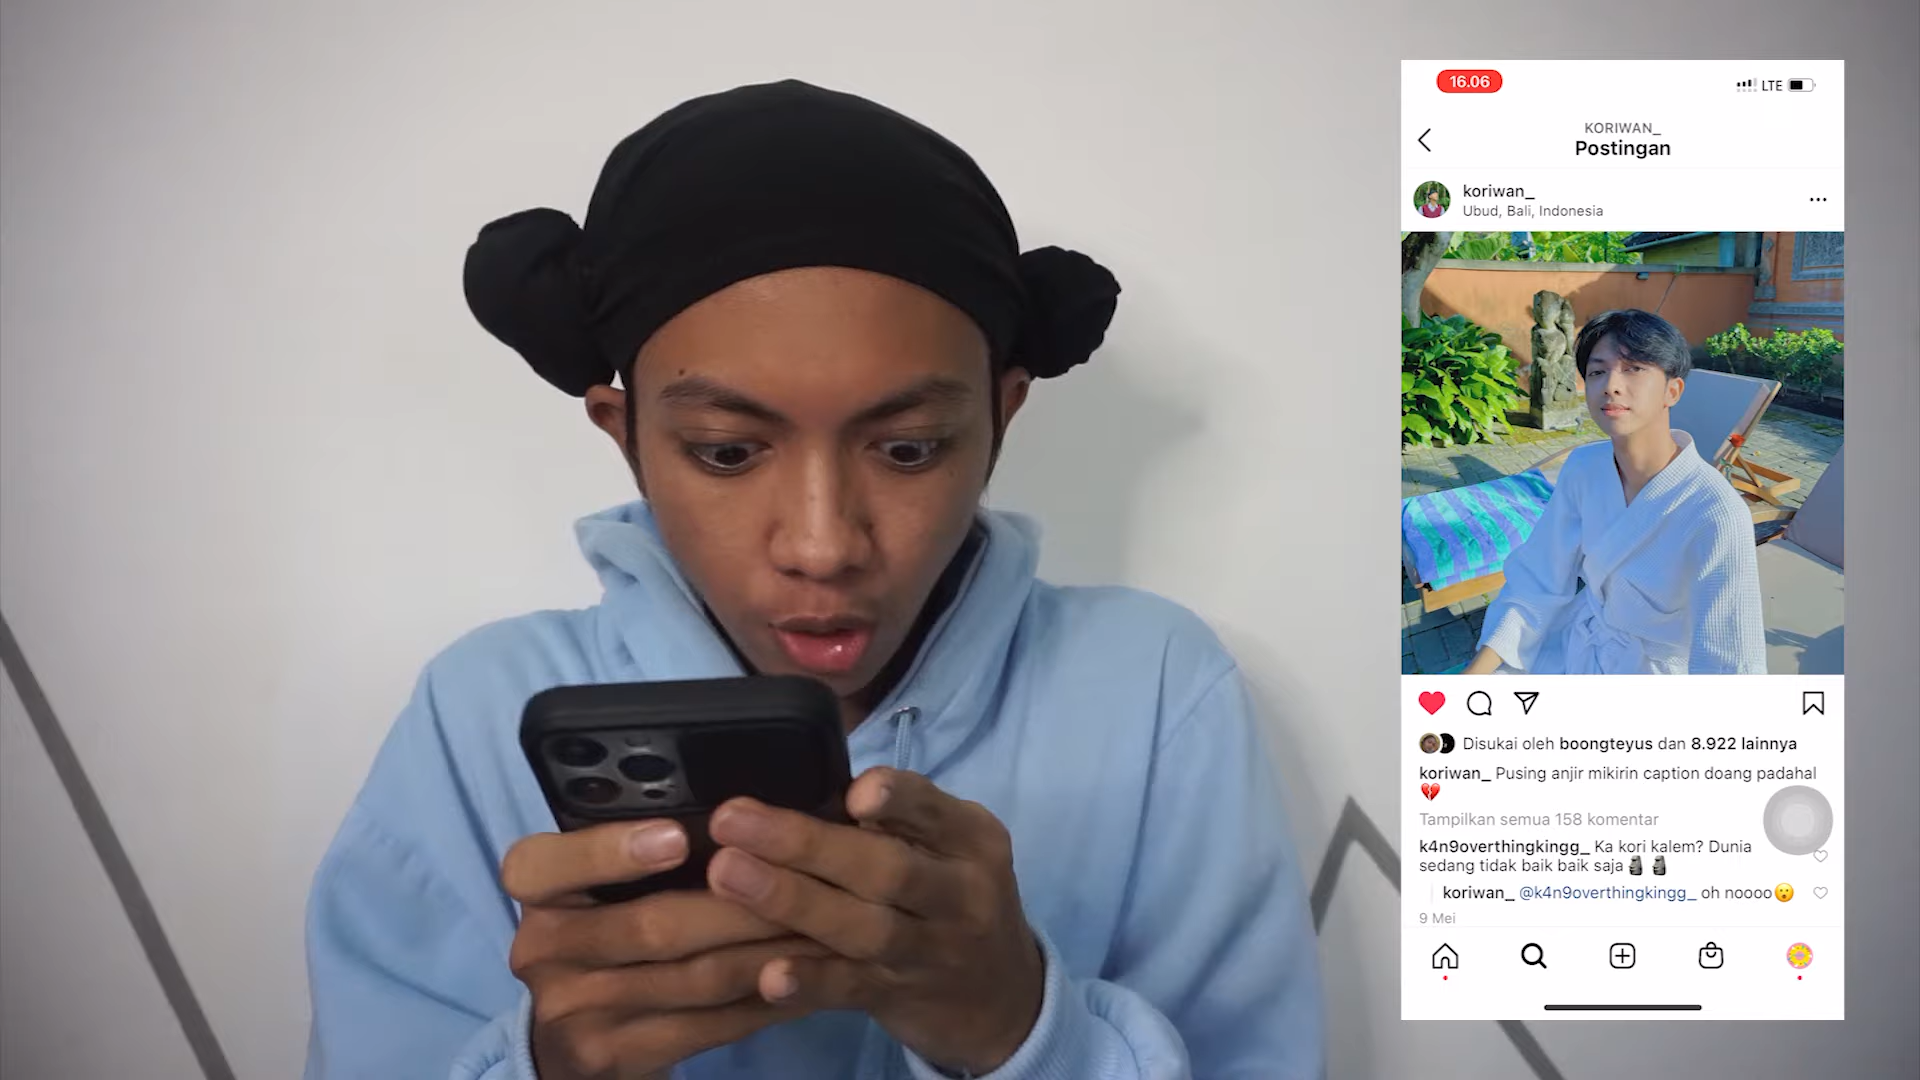 16.06
LTE
KORIWAN_
Postingan
koriwan_
Ubud, Bali, Indonesia
Disukai oleh boongteyus dan 8.922 lainnya
koriwan_ Pusing anjir mikirin caption doang padahal
💔
Tampilkan semua 158 komentar
k4n9overthingkingg_ Ka kori kalem? Dunia
sedang tidak baik baik saja🗿🗿
koriwan_ @k4n9overthingkingg_ oh noooo😮
9 Mei